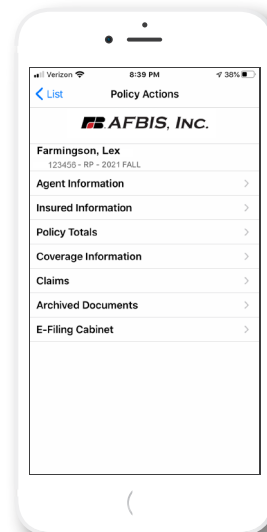 Verizon 8:39 PM 38%
List Policy Actions
AFBIS, INC.
Farmingson, Lex
123456 - RP - 2021 FALL
Agent Information
Insured Information
Policy Totals
Coverage Information
Claims
Archived Documents
E-Filing Cabinet